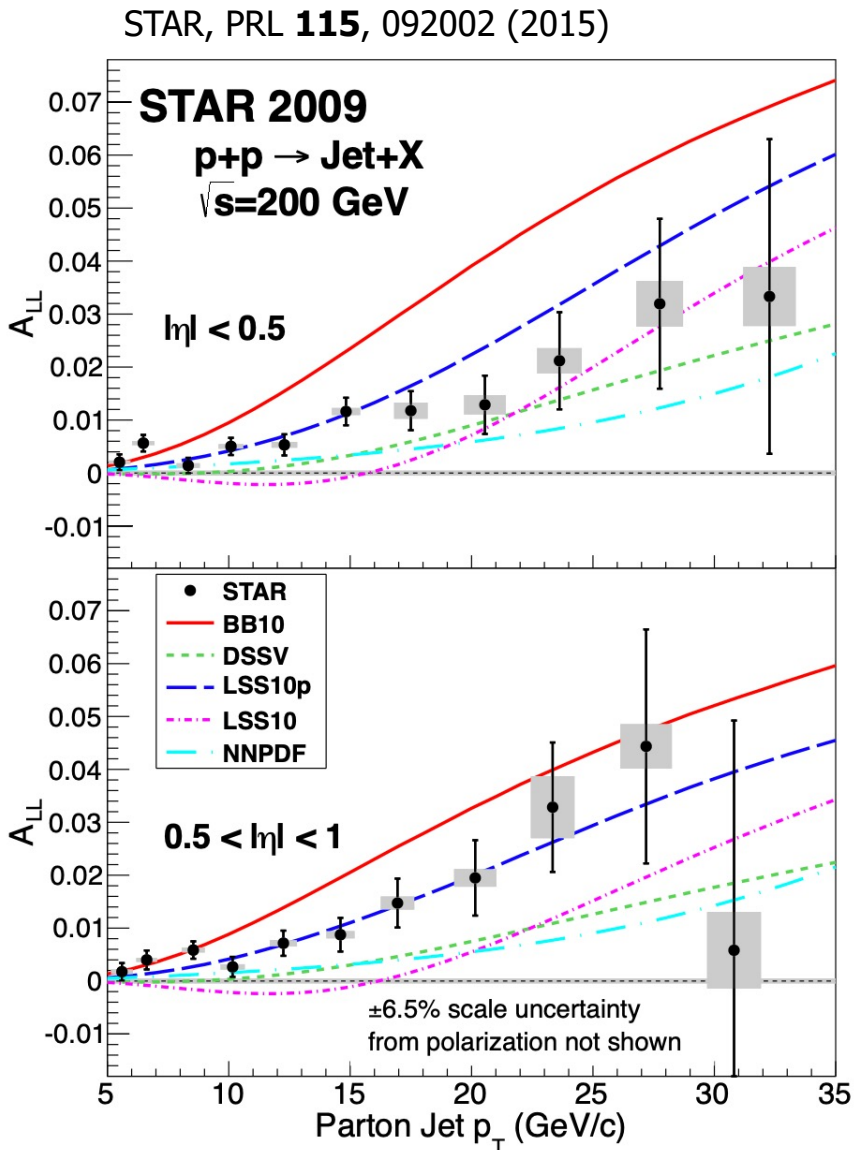 STAR, PRL 115, 092002 (2015)
STAR 2009
p+p → Jet+X
√s=200 GeV
|η| < 0.5
A_LL
0.07
0.06
0.05
0.04
0.03
0.02
0.01
0
-0.01
STAR
BB10
DSSV
LSS10p
LSS10
NNPDF
0.5 < |η| < 1
A_LL
0.07
0.06
0.05
0.04
0.03
0.02
0.01
0
-0.01
±6.5% scale uncertainty
from polarization not shown
5 10 15 20 25 30 35
Parton Jet p_T (GeV/c)